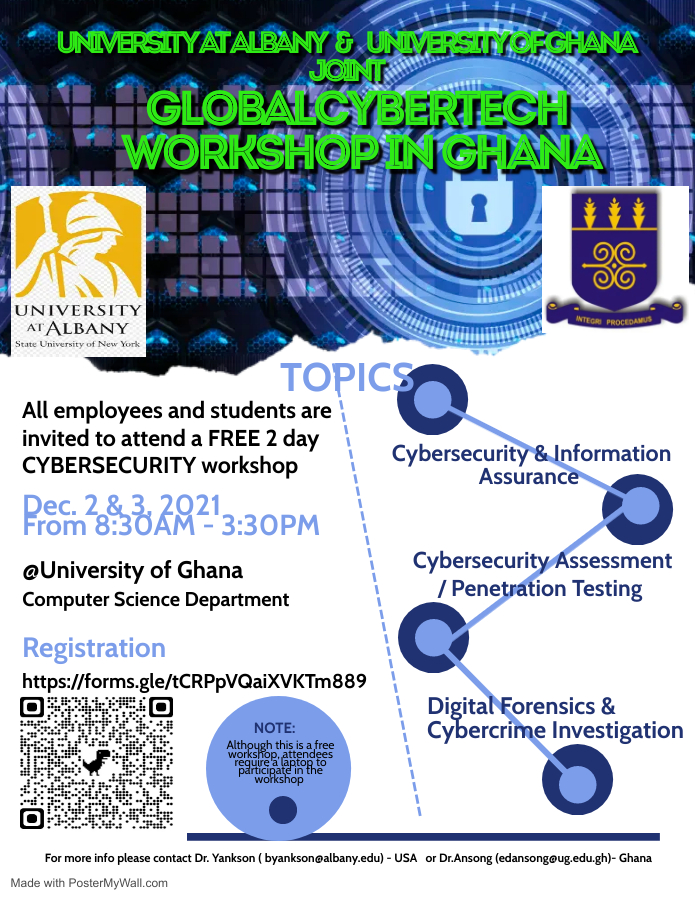 UNIVERSITY AT ALBANY & UNIVERSITY OF GHANA
JOINT
GLOBALCYBERTECH
WORKSHOP IN GHANA
UNIVERSITY
AT ALBANY
State University of New York
INTEGRI PROCEDAMUS
TOPICS
All employees and students are
invited to attend a FREE 2 day
CYBERSECURITY workshop
Dec. 2 & 3, 2021
From 8:30AM - 3:30PM
@University of Ghana
Computer Science Department
Registration
https://forms.gle/tCRPpVQaiXVKTm889
NOTE:
Although this is a free
workshop, attendees
require a laptop to
participate in the
workshop
Cybersecurity & Information
Assurance
Cybersecurity Assessment
/ Penetration Testing
Digital Forensics &
Cybercrime Investigation
For more info please contact Dr. Yankson ( byankson@albany.edu) - USA or Dr.Ansong (edansong@ug.edu.gh)- Ghana
Made with PosterMyWall.com